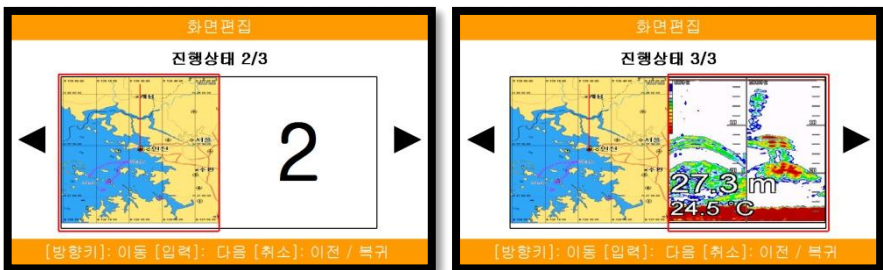 화면편집
진행상태 2/3
2
[방향키]: 이동 [입력]: 다음 [취소]: 이전 / 복귀
화면편집
진행상태 3/3
27.3 m
24.5 °C
[방향키]: 이동 [입력]: 다음 [취소]: 이전 / 복귀